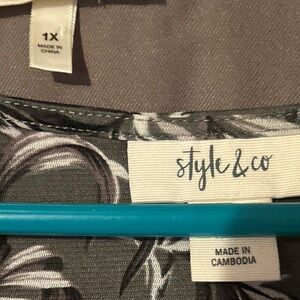 1X
MADE IN
CHINA
style & co
MADE IN
CAMBODIA